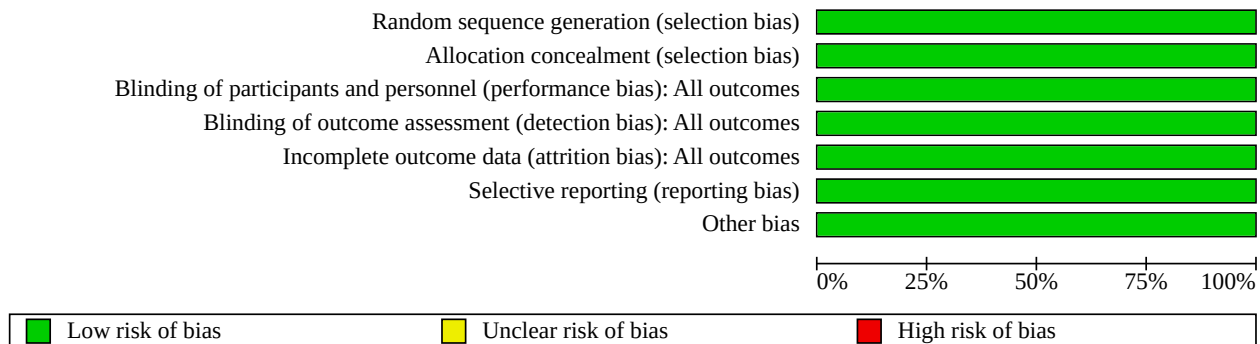 Random sequence generation (selection bias)
Allocation concealment (selection bias)
Blinding of participants and personnel (performance bias): All outcomes
Blinding of outcome assessment (detection bias): All outcomes
Incomplete outcome data (attrition bias): All outcomes
Selective reporting (reporting bias)
Other bias
0% 25% 50% 75% 100%
Low risk of bias Unclear risk of bias High risk of bias